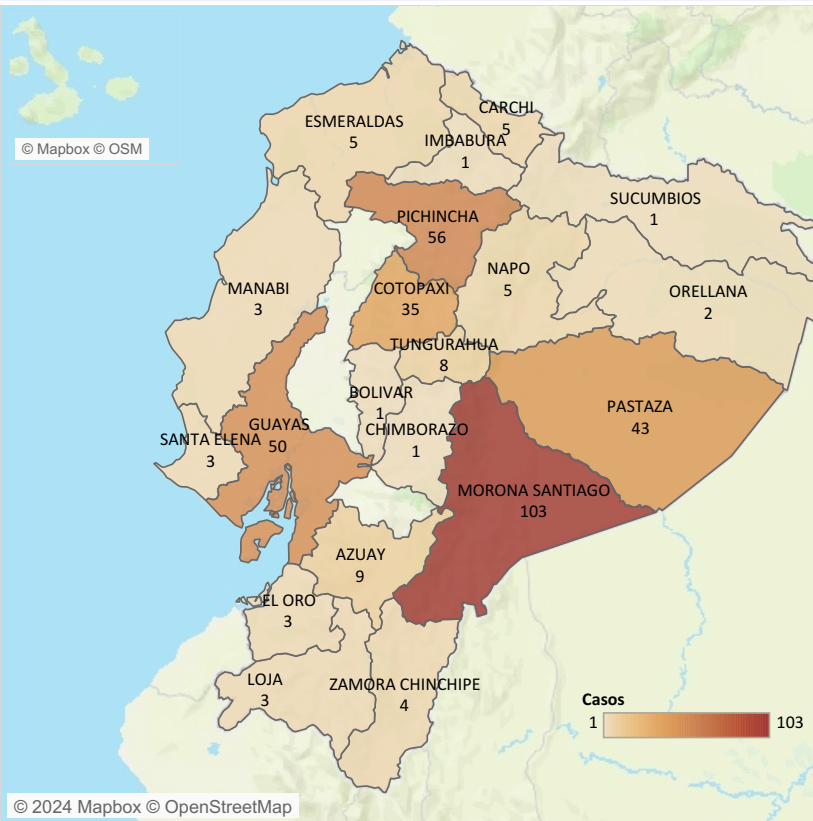 © Mapbox © OSM
ESMERALDAS
5
CARCHI
5
IMBABURA
1
SUCUMBIOS
1
PICHINCHA
56
NAPO
5
MANABI
3
COTOPAXI
35
ORELLANA
2
TUNGURAHUA
8
BOLIVAR
1
PASTAZA
43
SANTA ELENA
3
GUAYAS
50
CHIMBORAZO
1
MORONA SANTIAGO
103
AZUAY
9
EL ORO
3
LOJA
3
ZAMORA CHINCHIPE
4
Casos
1 103
© 2024 Mapbox © OpenStreetMap